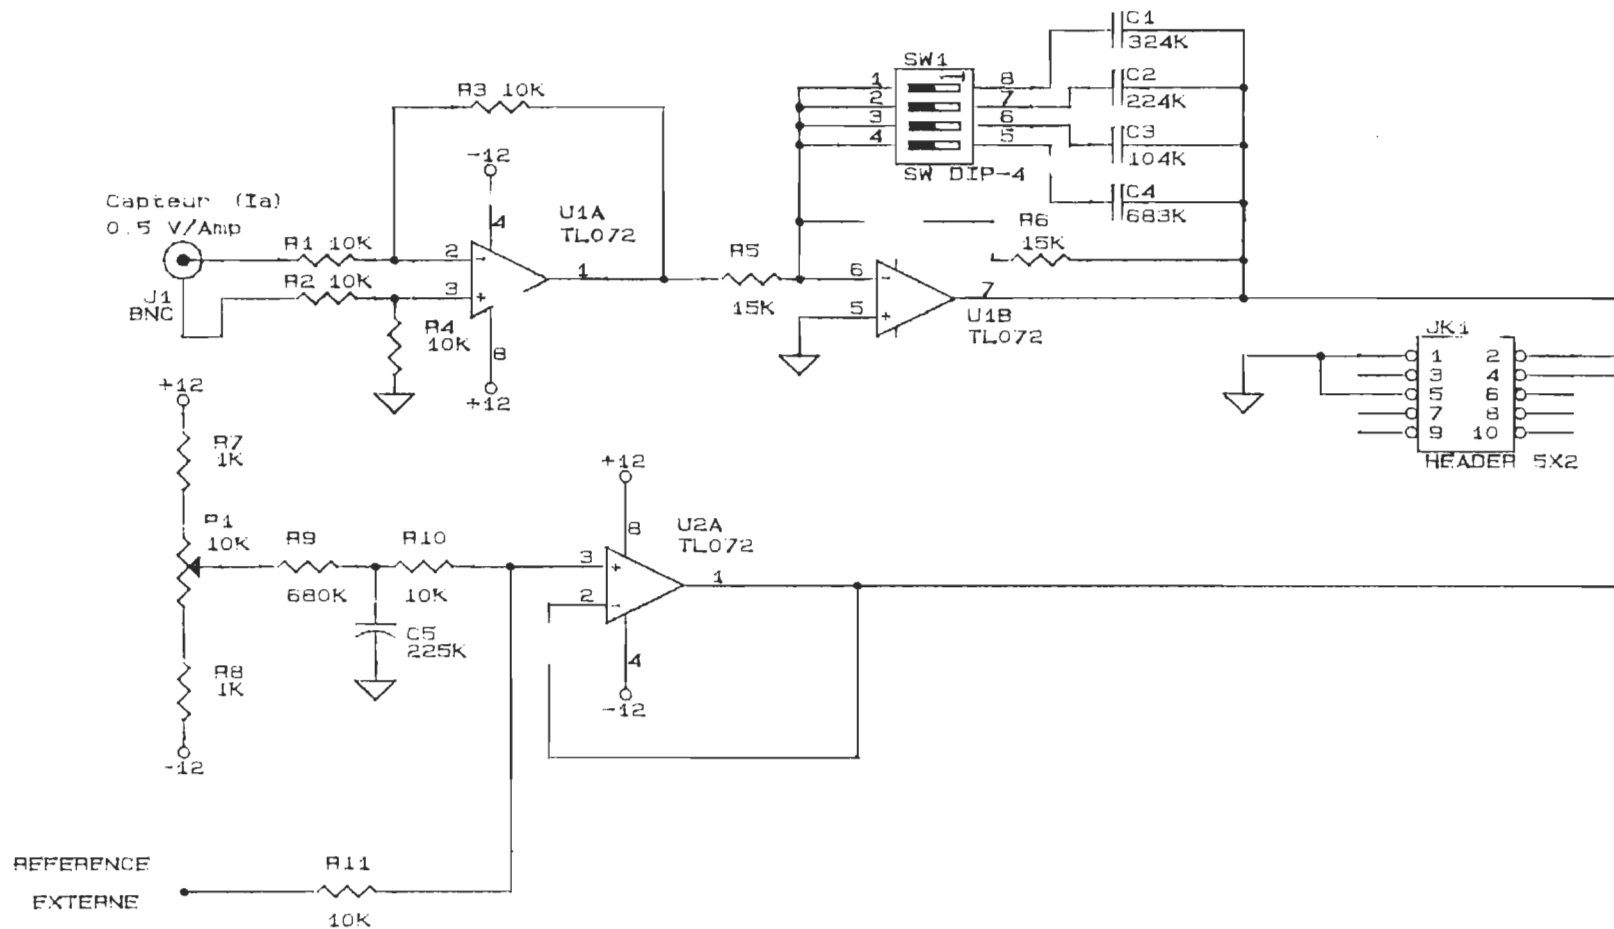 C1
324K
SW1
1
8
C2
2
7
224K
3
6
C3
4
5
104K
SW DIP-4
C4
683K
R3 10K
-12
4
U1A
TL072
Capteur (Ia)
0.5 V/Amp
R1 10K
2
-
1
R2 10K
3
+
J1
BNC
R4
10K
8
+12
R5
15K
R6
15K
6
-
7
5
+
U1B
TL072
JK1
1 2
3 4
5 6
7 8
9 10
HEADER 5X2
+12
R7
1K
P1
10K
R9
680K
R10
10K
C5
225K
R8
1K
-12
+12
8
U2A
TL072
3
+
1
2
-
4
-12
REFERENCE
EXTERNE
R11
10K